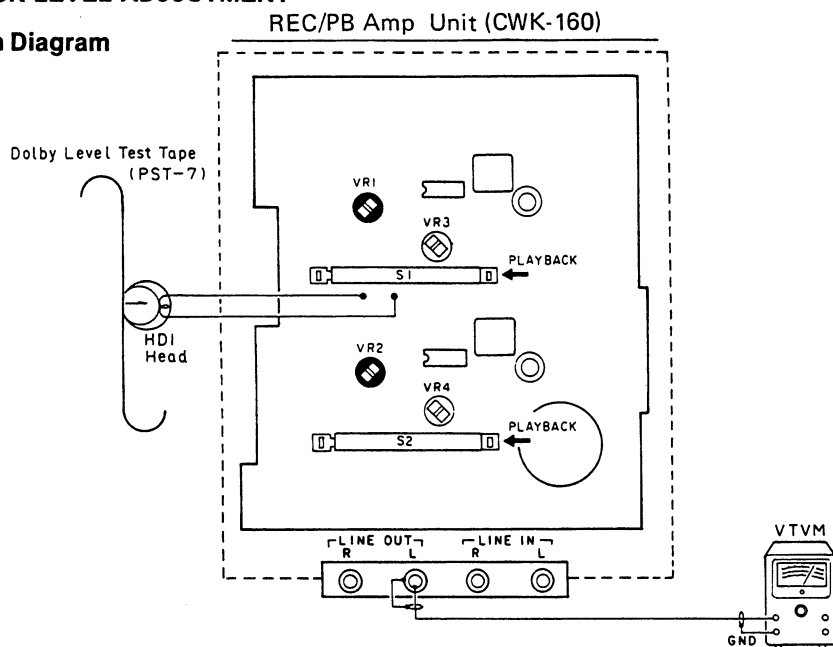 REC/PB Amp Unit (CWK-160)
Diagram
Dolby Level Test Tape
(PST-7)
VR1
VR3
S1
PLAYBACK
HD1
Head
VR2
VR4
S2
PLAYBACK
LINE OUT
LINE IN
R
L
R
L
VTVM
GND